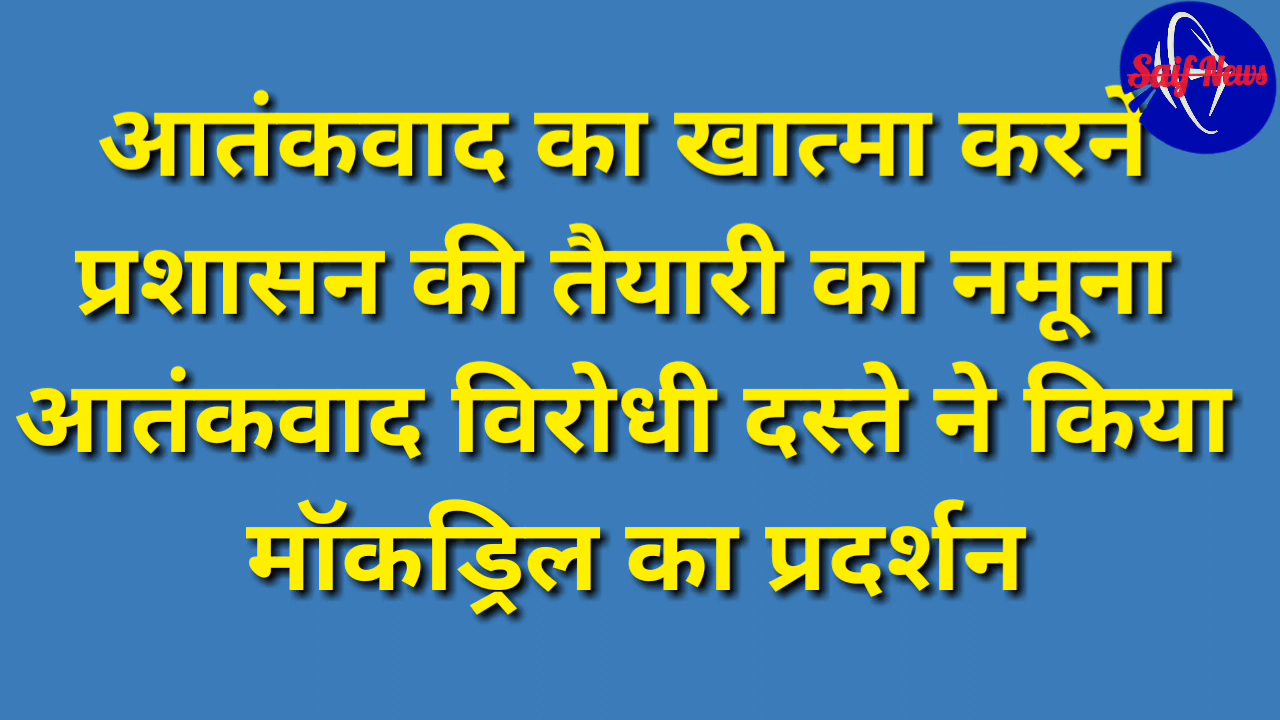 Saif News
आतंकवाद का खात्मा करने
प्रशासन की तैयारी का नमूना
आतंकवाद विरोधी दस्ते ने किया
मॉकड्रिल का प्रदर्शन